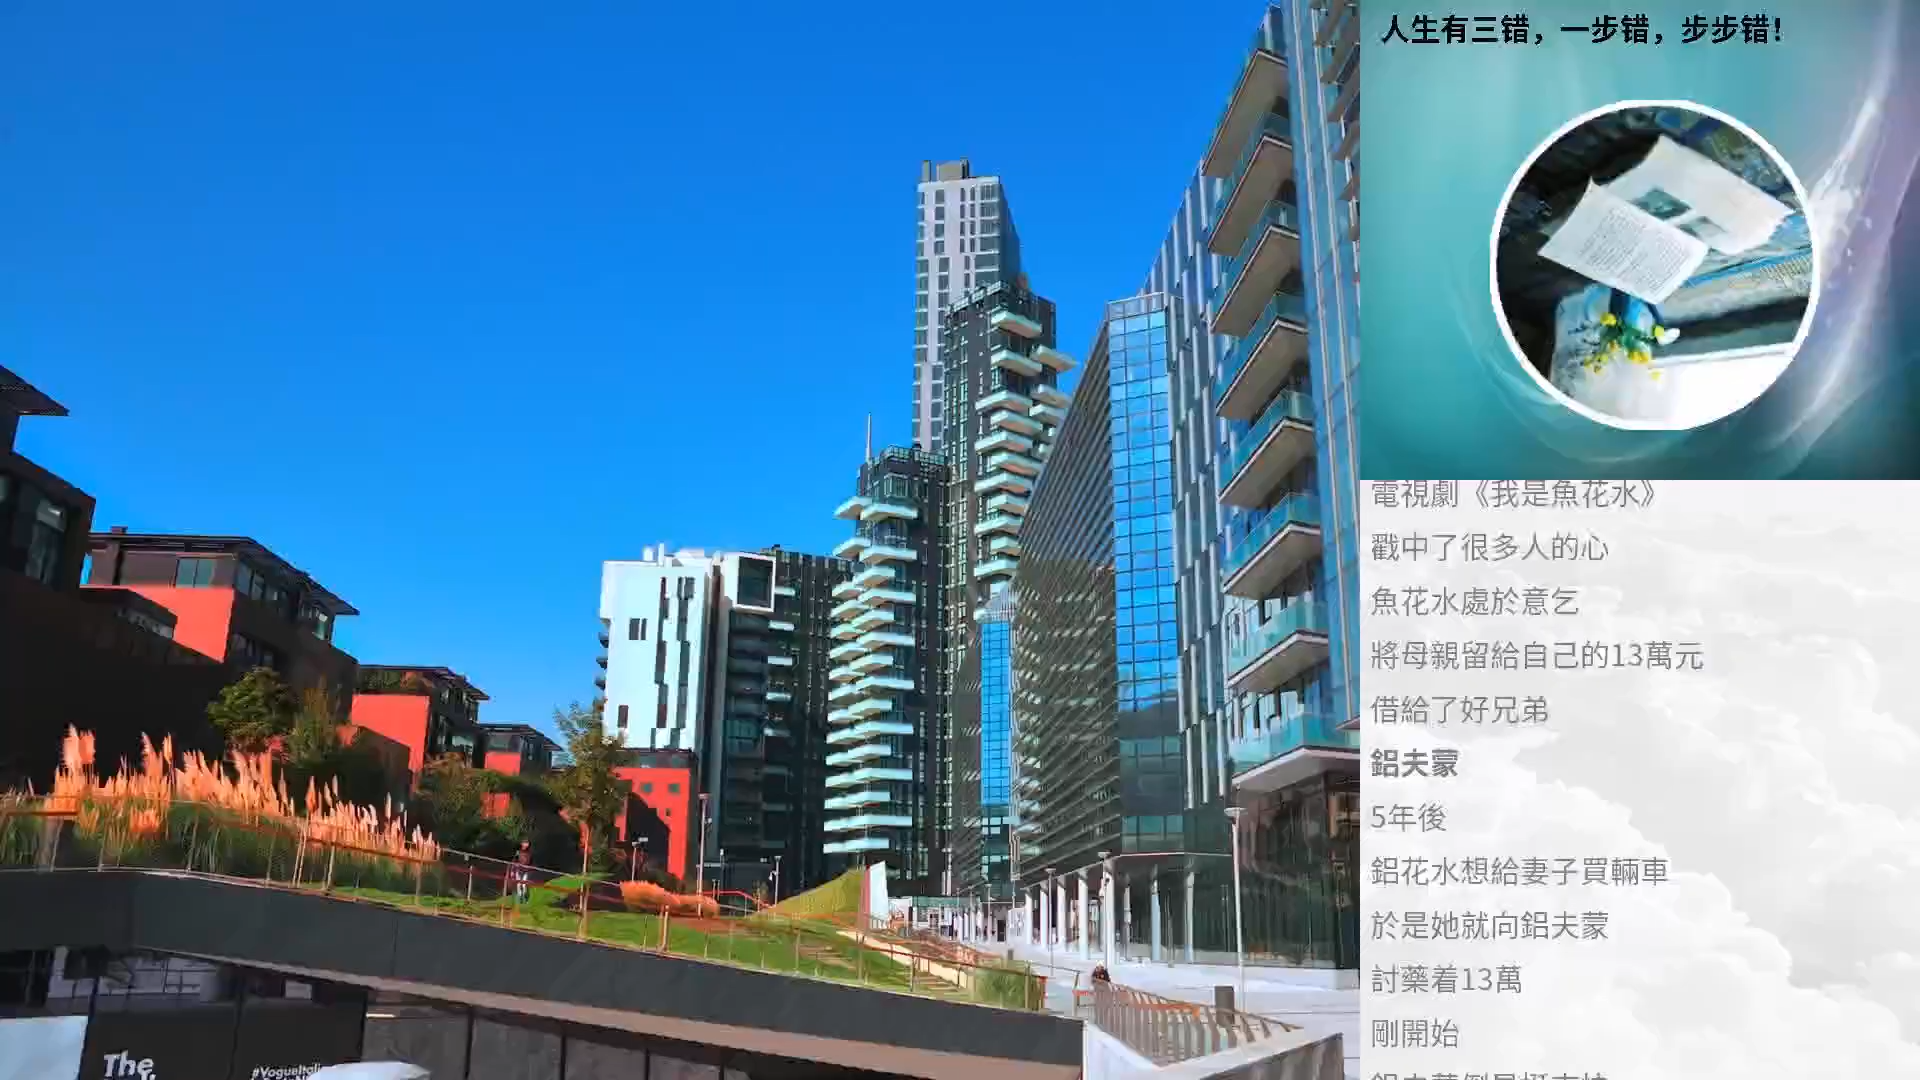 人生有三错，一步错，步步错!
電視劇《我是魚花水》
戳中了很多人的心
魚花水處於意乞
將母親留給自己的13萬元
借給了好兄弟
鋁夫蒙
5年後
鋁花水想給妻子買輛車
於是她就向鋁夫蒙
討藥着13萬
剛開始
The
#VogueItali